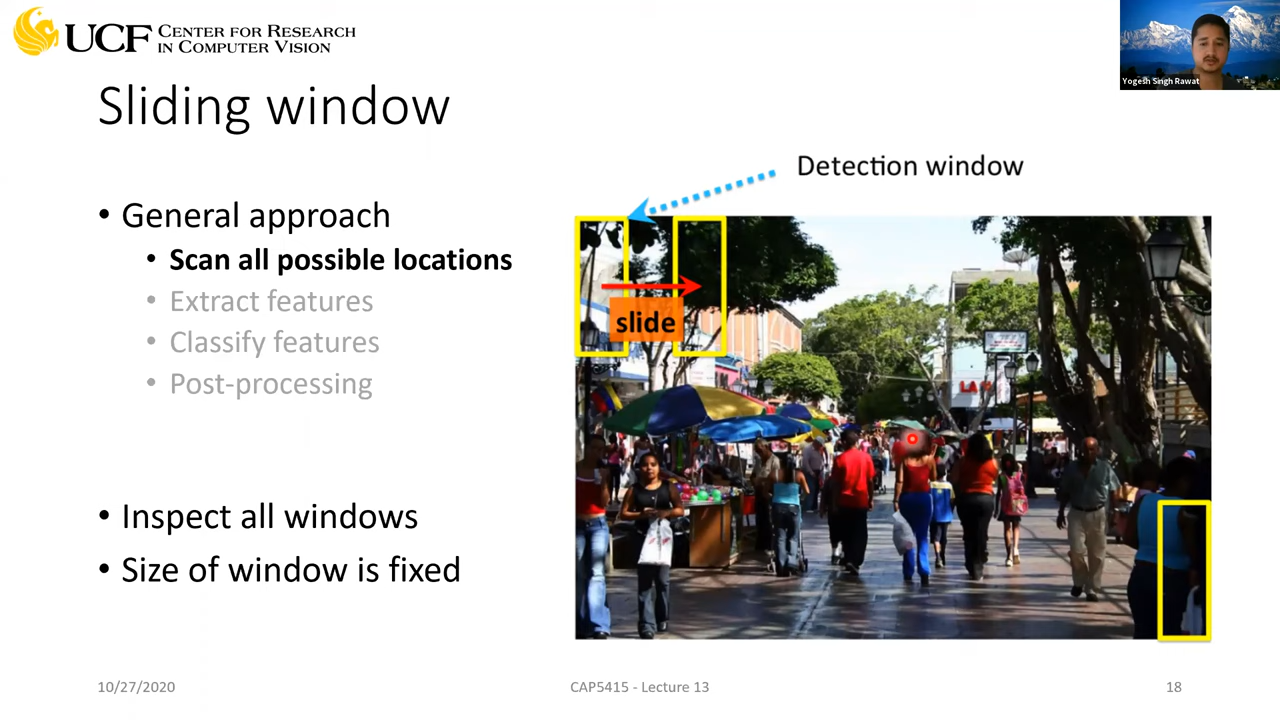 UCF CENTER FOR RESEARCH
IN COMPUTER VISION
Yogesh Singh Rawat
Sliding window
Detection window
• General approach
• Scan all possible locations
• Extract features
• Classify features
• Post-processing
slide
LA
• Inspect all windows
• Size of window is fixed
10/27/2020
CAP5415 - Lecture 13
18